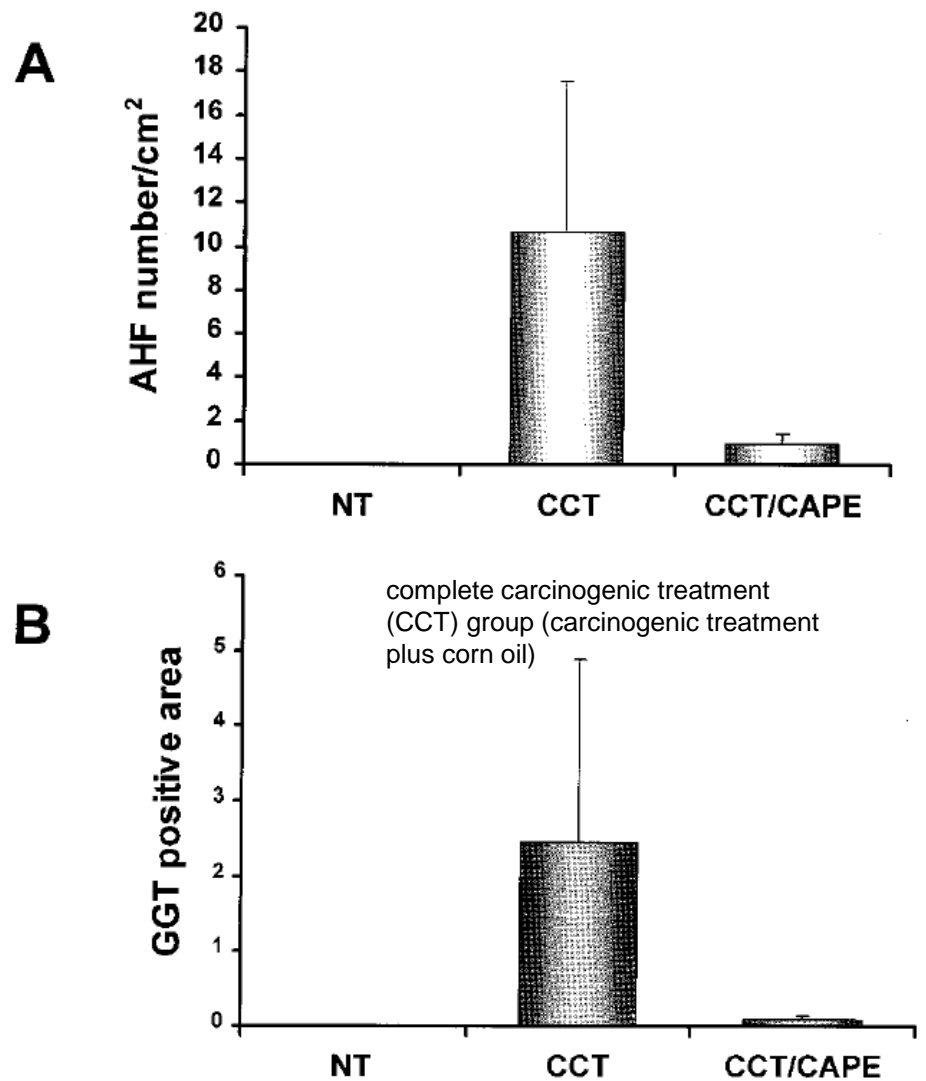 A
AHF number/cm²
20
18
16
14
12
10
8
6
4
2
0
NT CCT CCT/CAPE
B
GGT positive area
6
5
4
3
2
1
0
complete carcinogenic treatment
(CCT) group (carcinogenic treatment
plus corn oil)
NT CCT CCT/CAPE